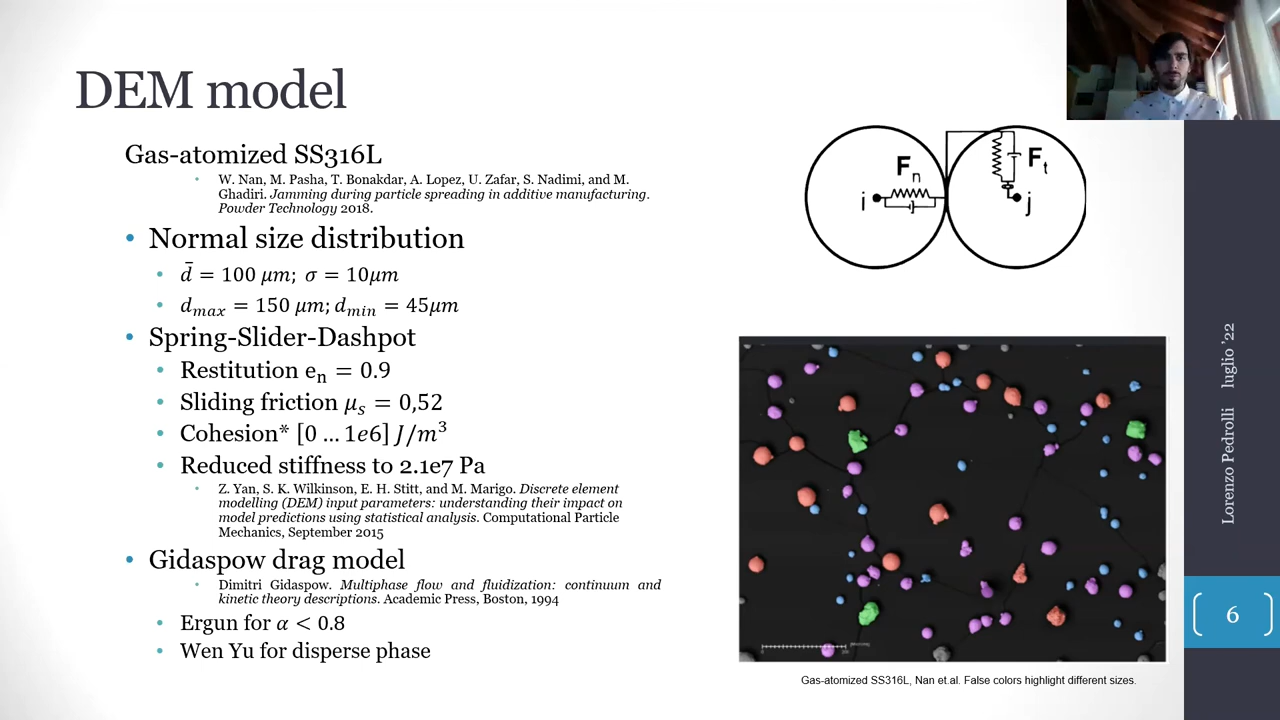 DEM model
Gas-atomized SS316L
• W. Nan, M. Pasha, T. Bonakdar, A. Lopez, U. Zafar, S. Nadimi, and M.
Ghadiri. Jamming during particle spreading in additive manufacturing.
Powder Technology 2018.
• Normal size distribution
• d̄ = 100 μm; σ = 10μm
• dₘₐₓ = 150 μm; dₘᵢₙ = 45μm
• Spring-Slider-Dashpot
• Restitution eₙ = 0.9
• Sliding friction μₛ = 0,52
• Cohesion* [0 … 1e6] J/m³
• Reduced stiffness to 2.1e7 Pa
• Z. Yan, S. K. Wilkinson, E. H. Stitt, and M. Marigo. Discrete element
modelling (DEM) input parameters: understanding their impact on
model predictions using statistical analysis. Computational Particle
Mechanics, September 2015
• Gidaspow drag model
• Dimitri Gidaspow. Multiphase flow and fluidization: continuum and
kinetic theory descriptions. Academic Press, Boston, 1994
• Ergun for α < 0.8
• Wen Yu for disperse phase
Fₙ
Fₜ
i
j
Gas-atomized SS316L, Nan et.al. False colors highlight different sizes.
Lorenzo Pedrolli luglio '22
6